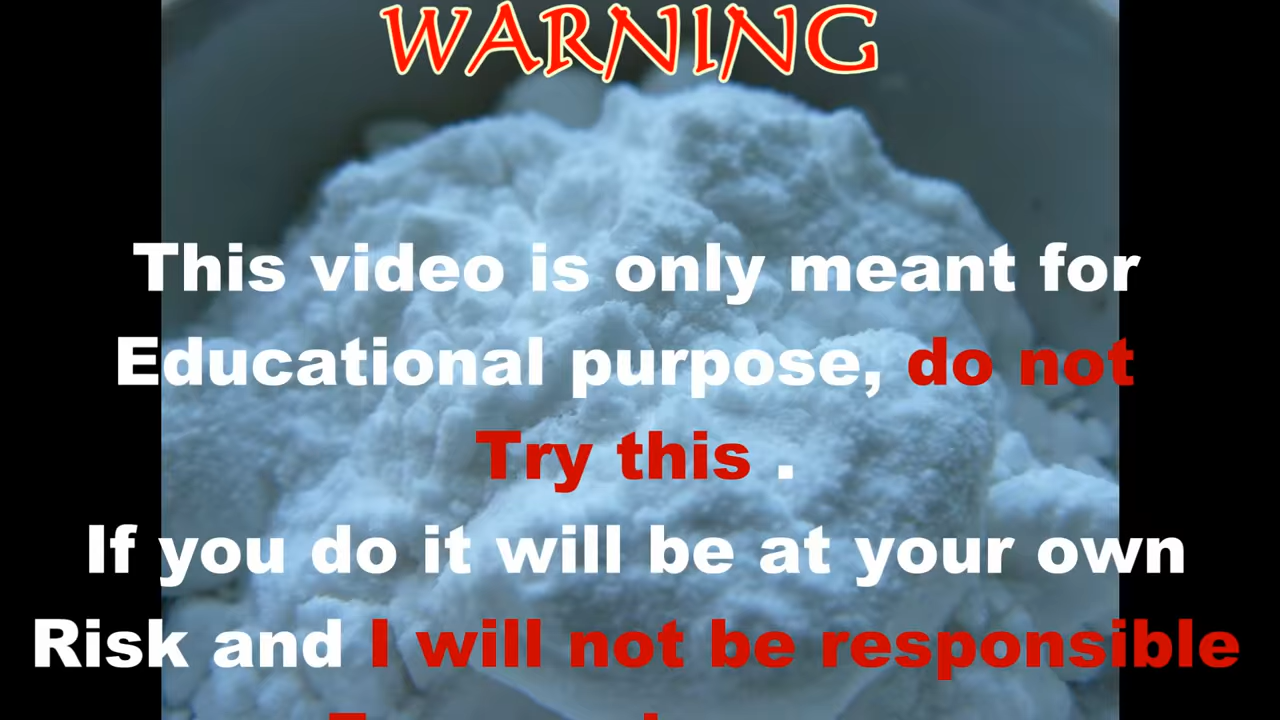 WARNING
This video is only meant for
Educational purpose, do not
Try this .
If you do it will be at your own
Risk and I will not be responsible